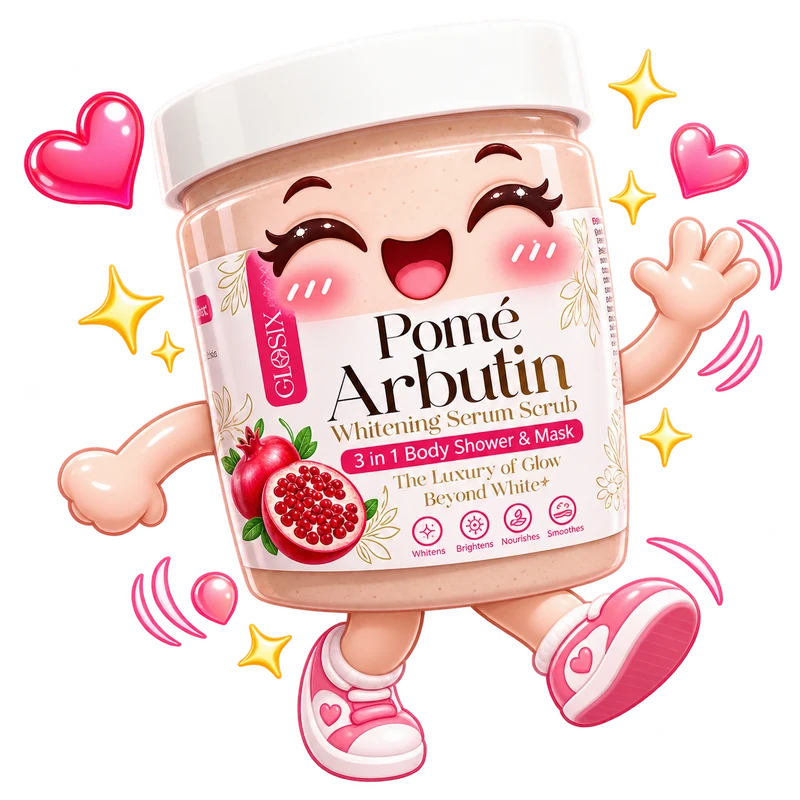 GLOSIX
Pomé
Arbutin
Whitening Serum Scrub
3 in 1 Body Shower & Mask
The Luxury of Glow
Beyond White
Whitens
Brightens
Nourishes
Smoothes